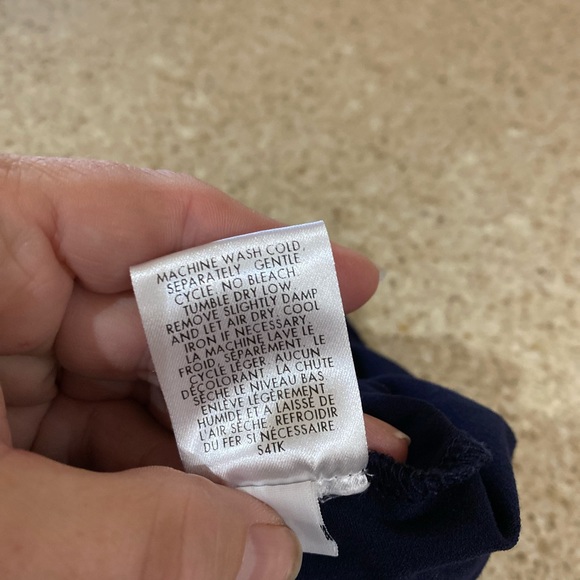 MACHINE WASH COLD,
SEPARATELY GENTLE
CYCLE. NO BLEACH.
TUMBLE DRY LOW,
REMOVE SLIGHTLY DAMP
AND LET AIR DRY. COOL
IRON IF NECESSARY.
LA MACHINE LAVE LE
FROID, SÉPARÉMENT. LE
CYCLE LÉGER. AUCUN
DÉCOLORANT. LA CHUTE
SÈCHE LE NIVEAU BAS,
ENLÈVE LÉGÈREMENT
HUMIDE ET A LAISSÉ DE
L'AIR SÈCHE. REFROIDIR
DU FER SI NÉCESSAIRE.
S4TK